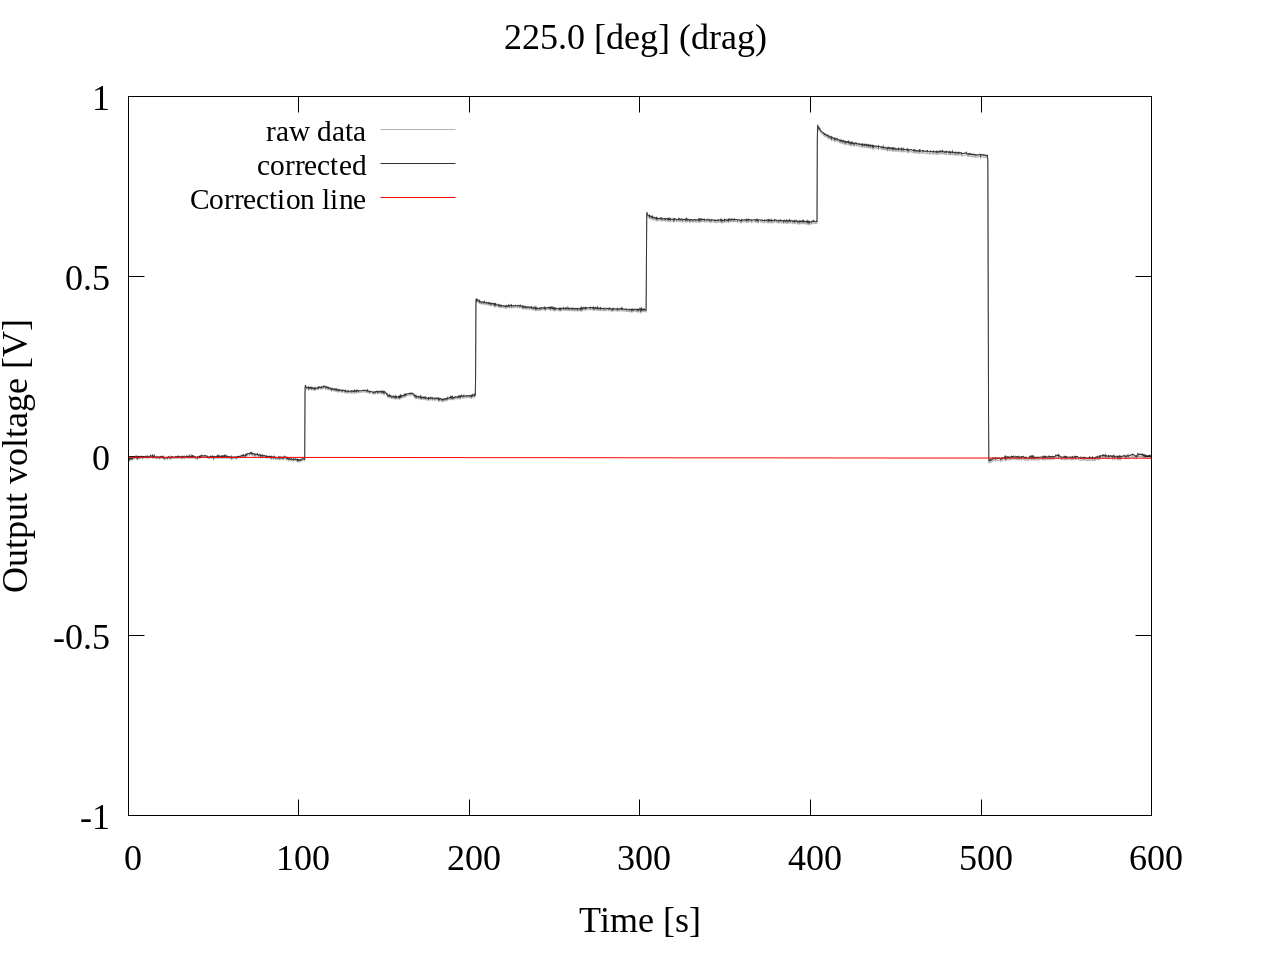 225.0 [deg] (drag)
raw data
corrected
Correction line
Output voltage [V]
1
0.5
0
-0.5
-1
0 100 200 300 400 500 600
Time [s]